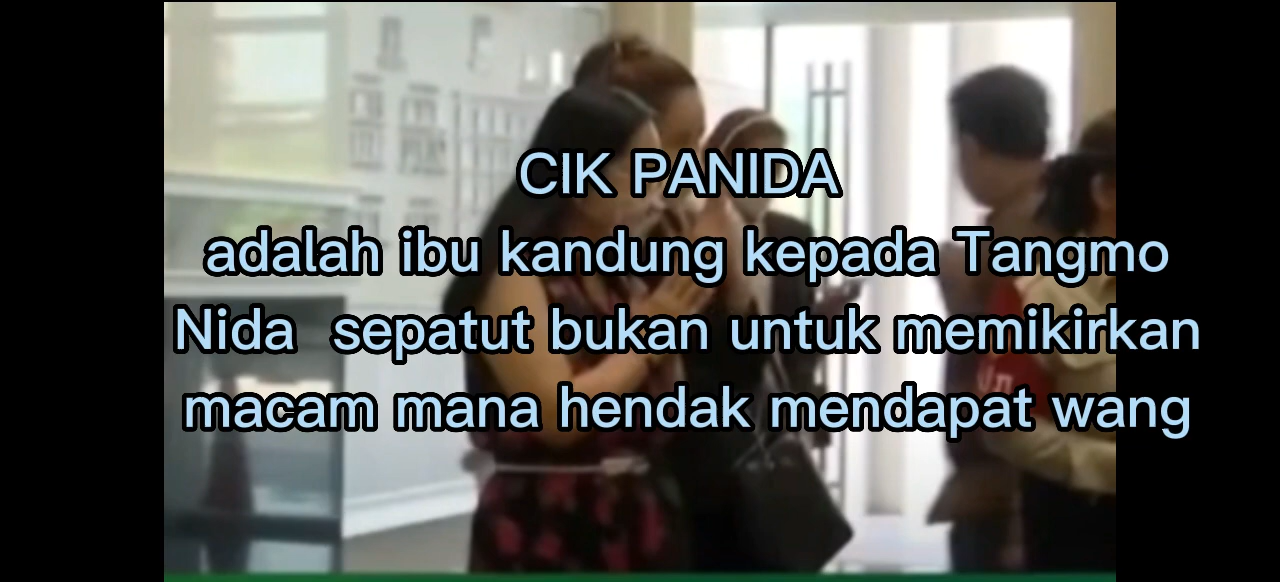 CIK PANIDA
adalah ibu kandung kepada Tangmo
Nida sepatut bukan untuk memikirkan
macam mana hendak mendapat wang